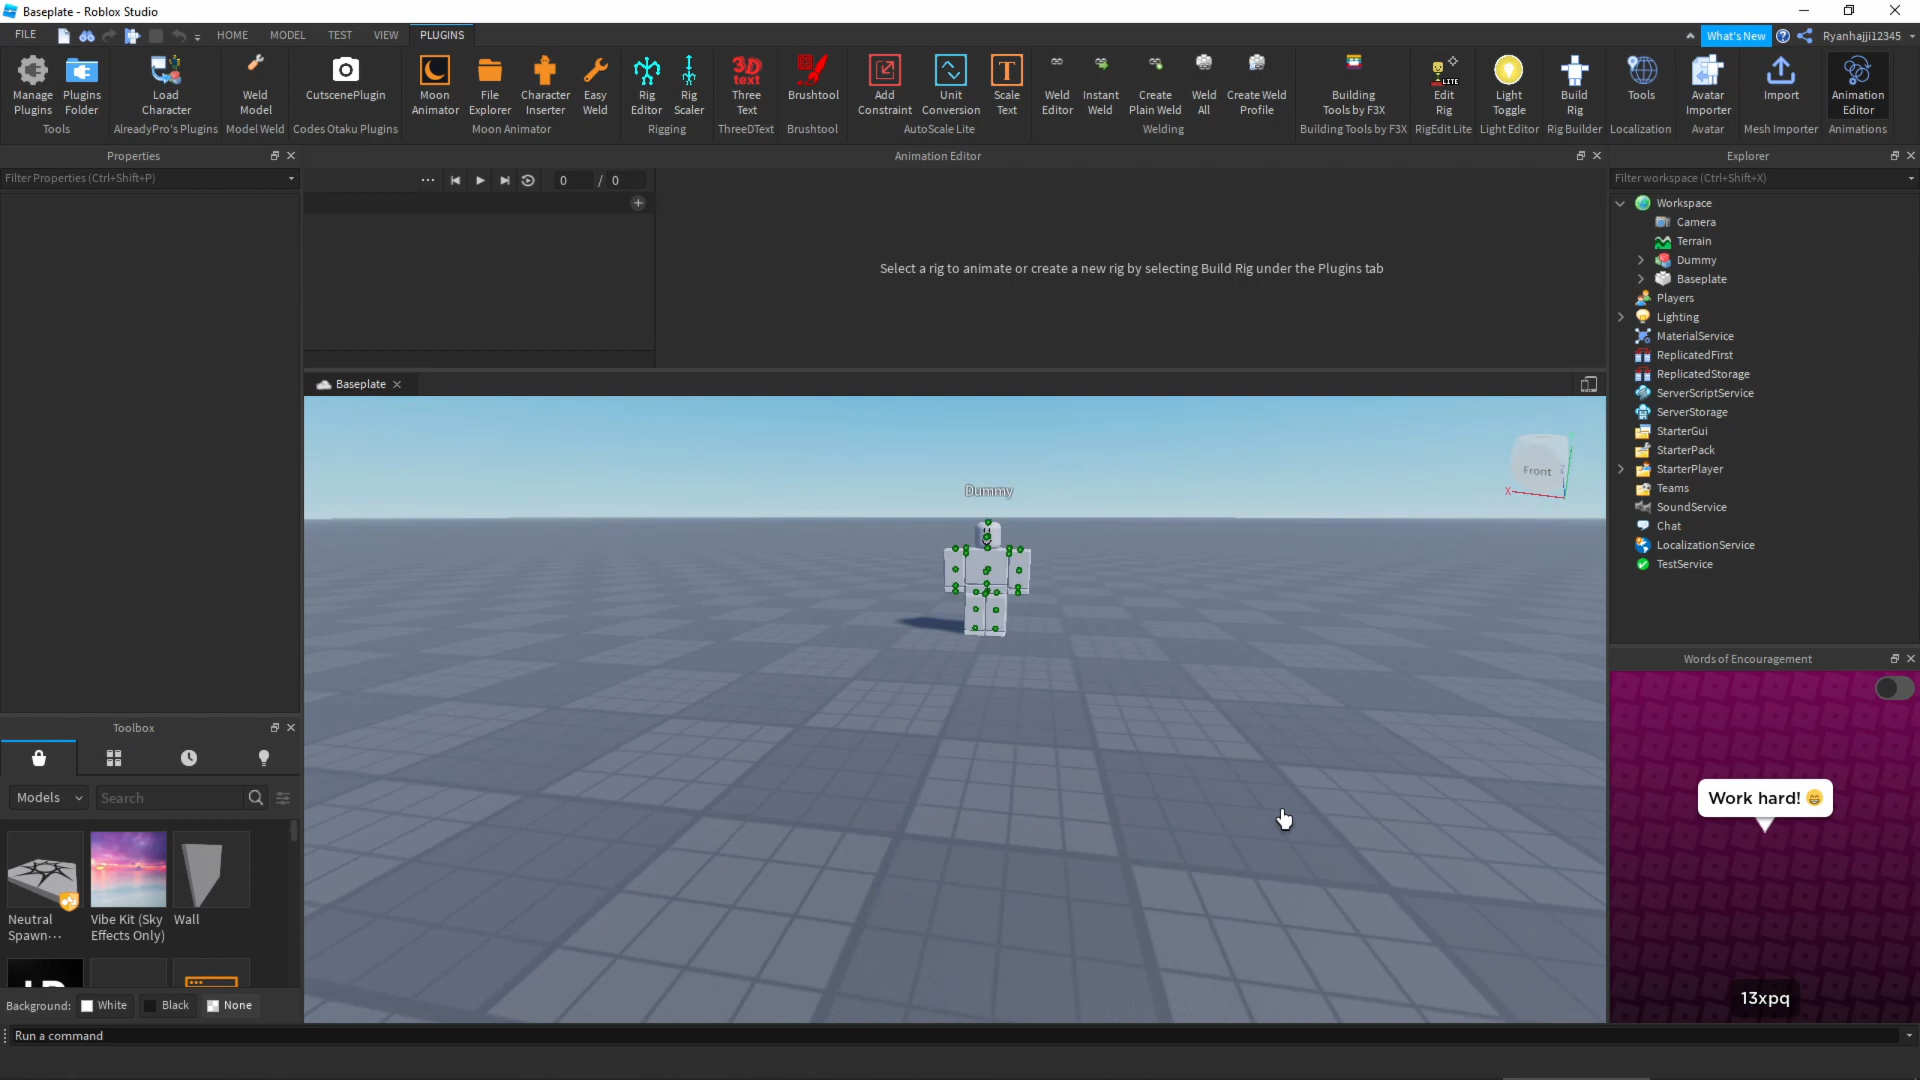 Baseplate - Roblox Studio
FILE
HOME
MODEL
TEST
VIEW
PLUGINS
What's New
Ryanhajji12345
Manage Plugins
Plugins Folder
Tools
Load Character
AlreadyPro's Plugins
Weld Model
Model Weld
CutscenePlugin
Codes Otaku Plugins
Moon Animator
File Explorer
Character Inserter
Easy Weld
Moon Animator
Rig Editor
Rig Scaler
Rigging
3D text
Three Text
ThreeDText
Brushtool
Brushtool
Add Constraint
Unit Conversion
Scale Text
AutoScale Lite
Weld Editor
Instant Weld
Create Plain Weld
Weld All
Create Weld Profile
Welding
Building Tools by F3X
Building Tools by F3X
LITE
Edit Rig
RigEdit Lite
Light Toggle
Light Editor
Build Rig
Rig Builder
Tools
Localization
Avatar Importer
Avatar
Import
Mesh Importer
Animation Editor
Animations
Properties
Filter Properties (Ctrl+Shift+P)
Animation Editor
0 / 0
Select a rig to animate or create a new rig by selecting Build Rig under the Plugins tab
Baseplate
Dummy
Front
X
Explorer
Filter workspace (Ctrl+Shift+X)
Workspace
Camera
Terrain
Dummy
Baseplate
Players
Lighting
MaterialService
ReplicatedFirst
ReplicatedStorage
ServerScriptService
ServerStorage
StarterGui
StarterPack
StarterPlayer
Teams
SoundService
Chat
LocalizationService
TestService
Words of Encouragement
Work hard! 😁
13xpq
Toolbox
Models
Search
Neutral Spawn...
Vibe Kit (Sky Effects Only)
Wall
Background:
White
Black
None
Run a command